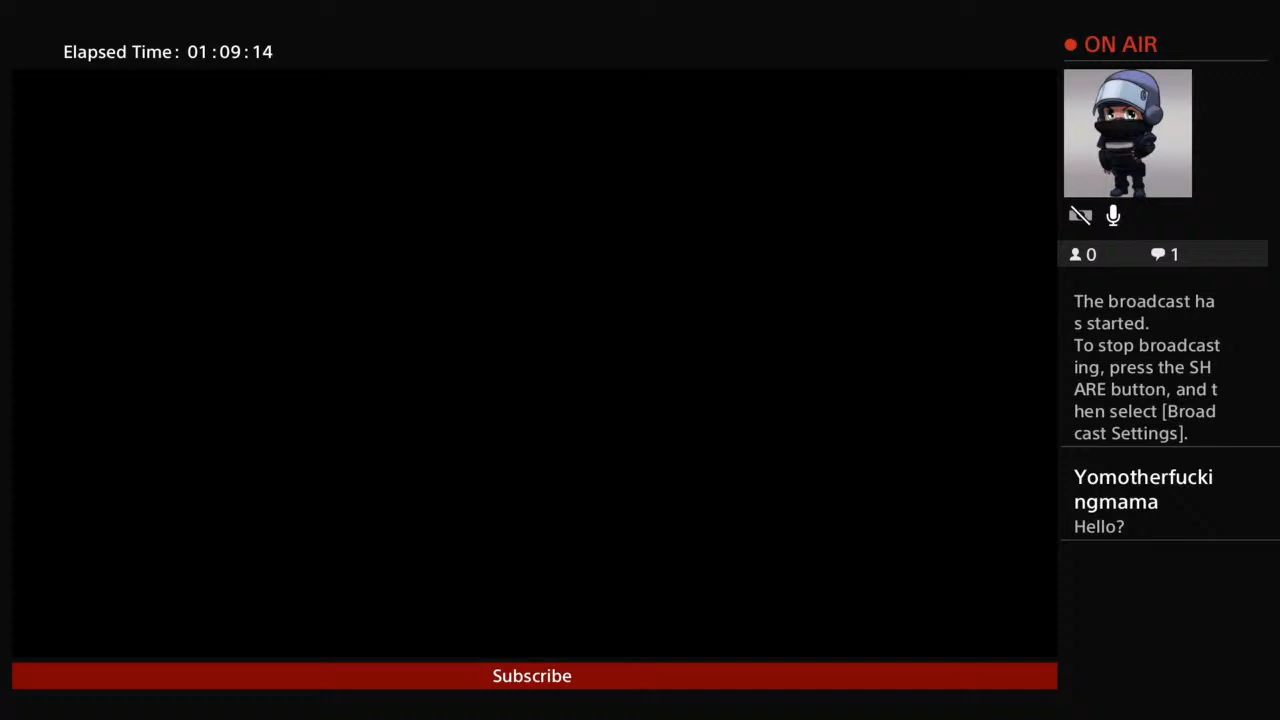 Elapsed Time: 01:09:14
ON AIR
0 1
The broadcast ha
s started.
To stop broadcast
ing, press the SH
ARE button, and t
hen select [Broad
cast Settings].
Yomotherfucki
ngmama
Hello?
Subscribe